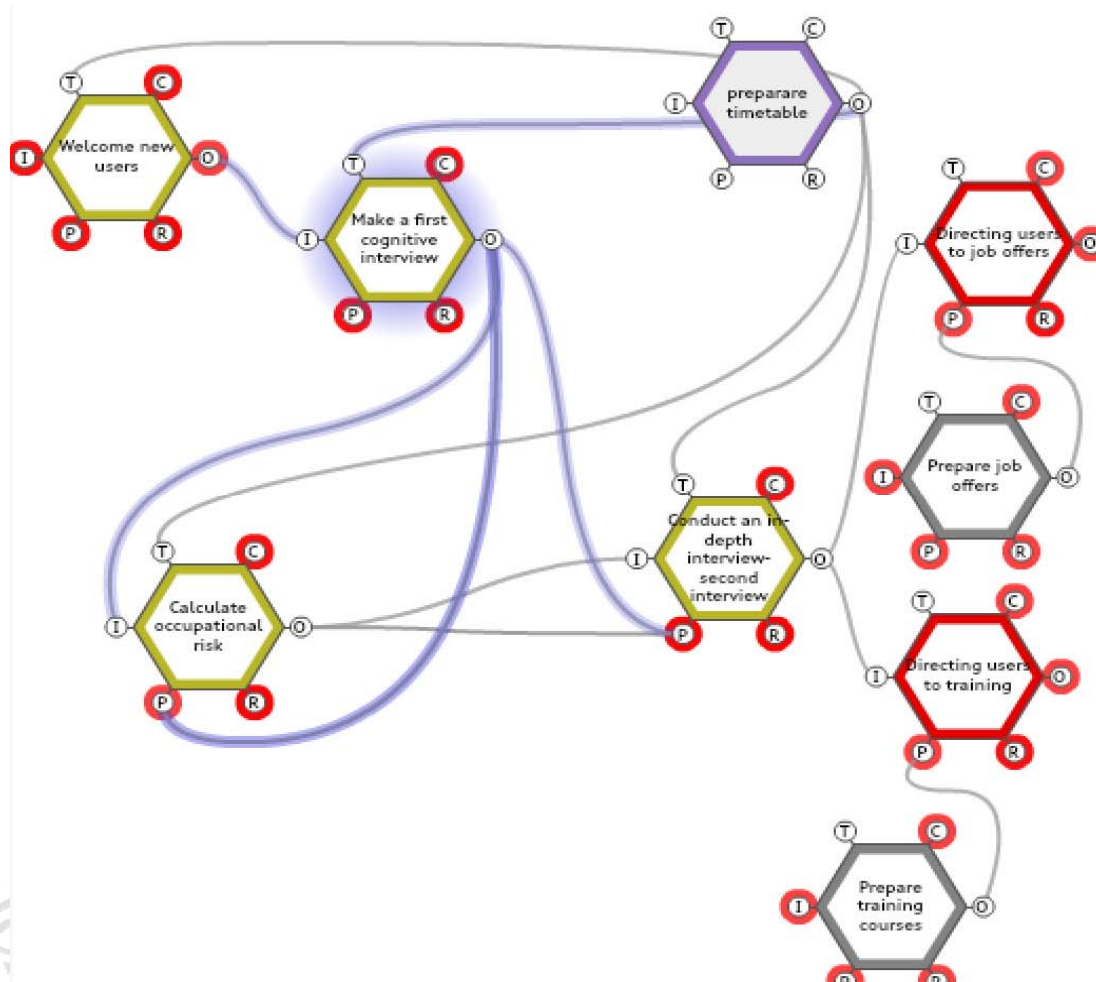 T
C
I
preparare
timetable
O
P
R
T
C
I
Welcome new
users
O
P
R
T
C
I
Make a first
cognitive
interview
O
P
R
T
C
I
Directing users
to job offers
O
P
R
T
C
I
Prepare job
offers
O
P
R
T
C
I
Conduct an in-
depth
interview-
second
interview
O
P
R
T
C
I
Calculate
occupational
risk
O
P
R
T
C
I
Directing users
to training
O
P
R
T
C
I
Prepare
training
courses
O
P
R